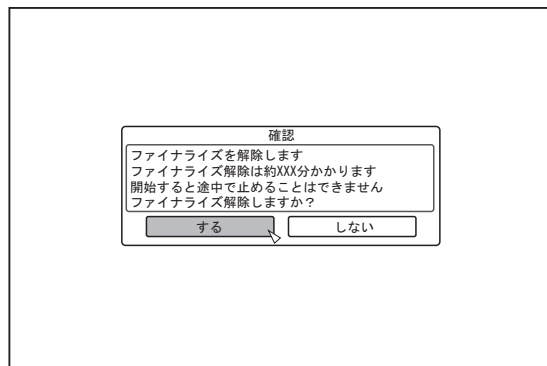 確認
ファイナライズを解除します
ファイナライズ解除は約XXX分かかります
開始すると途中で止めることはできません
ファイナライズ解除しますか？
する
しない